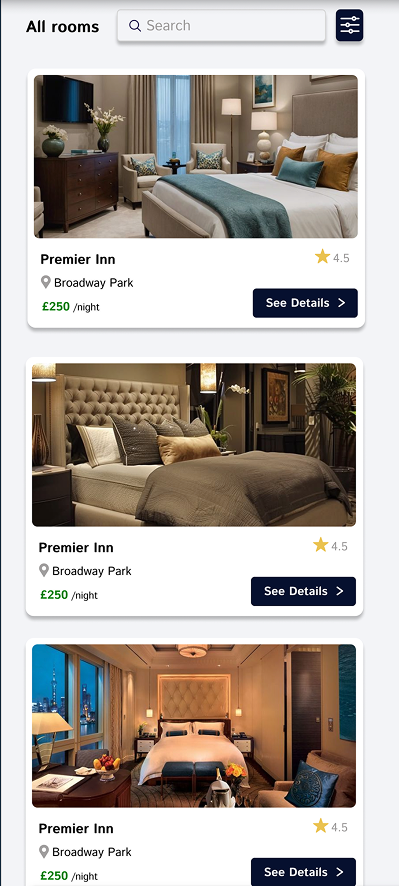 All rooms
Search
Premier Inn
4.5
Broadway Park
£250 /night
See Details
Premier Inn
4.5
Broadway Park
£250 /night
See Details
Premier Inn
4.5
Broadway Park
£250 /night
See Details